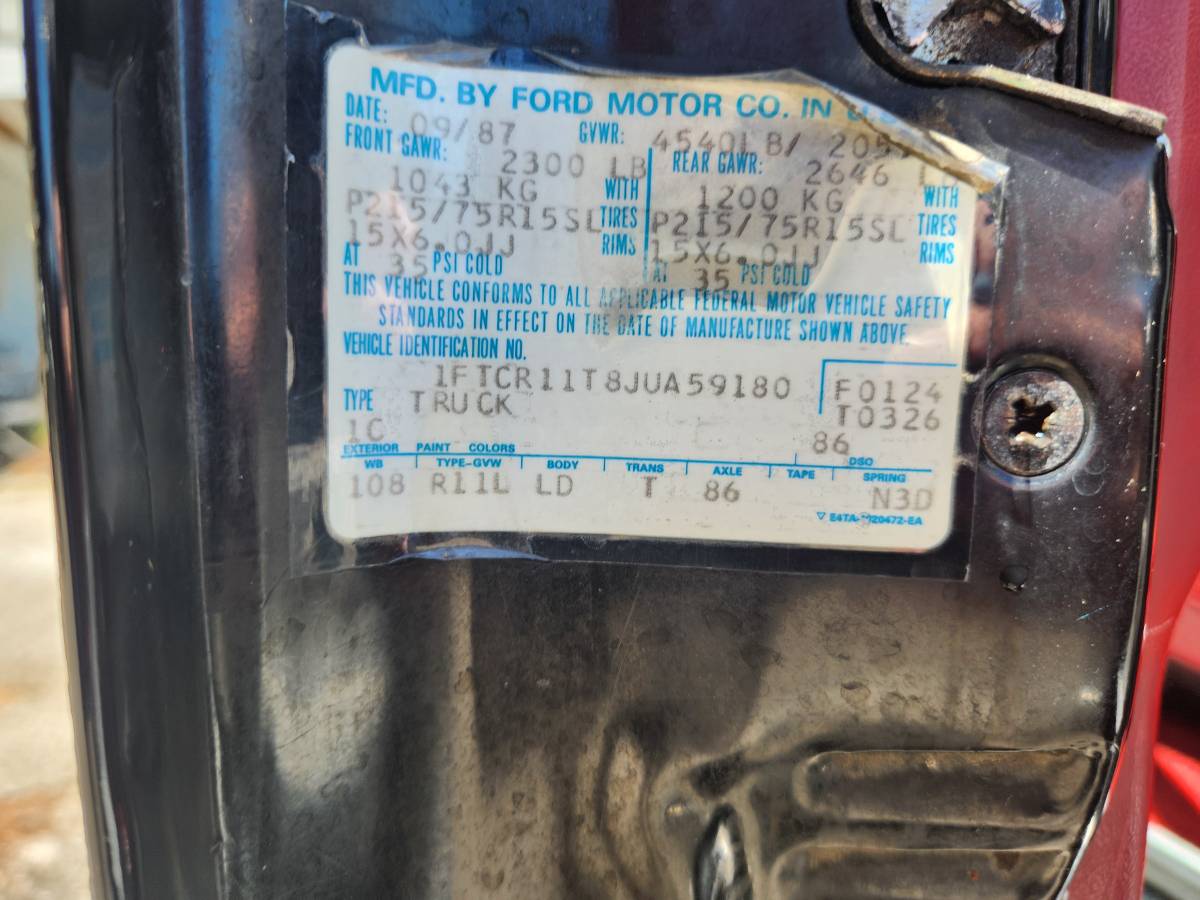 MFD. BY FORD MOTOR CO. IN
DATE: 09/87 GVWR: 4540LB/
FRONT GAWR: 2300 LB REAR GAWR: 2646
1043 KG WITH 1200 KG WITH
P215/75R15SL TIRES P215/75R15SL TIRES
15X6.0JJ RIMS 15X6.0JJ RIMS
AT 35 PSI COLD AT 35 PSI COLD
THIS VEHICLE CONFORMS TO ALL APPLICABLE FEDERAL MOTOR VEHICLE SAFETY
STANDARDS IN EFFECT ON THE DATE OF MANUFACTURE SHOWN ABOVE.
VEHICLE IDENTIFICATION NO.
1FTCR11T8JUA59180 F0124
TYPE TRUCK T0326
1C 86
EXTERIOR PAINT COLORS DSO
WB TYPE-GVW BODY TRANS AXLE TAPE SPRING
108 R11L LD T 86 N3D